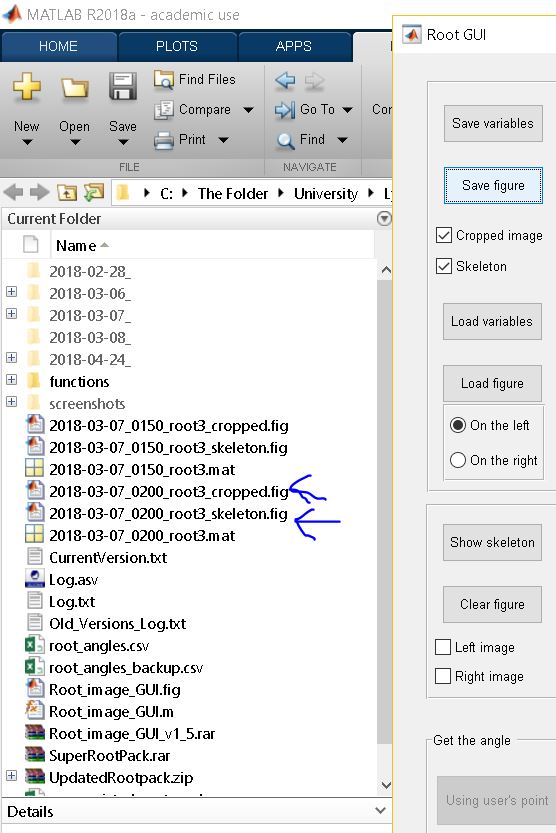 MATLAB R2018a - academic use
HOME PLOTS APPS
New Open Save
Find Files
Compare
Print
Go To
Find
FILE NAVIGATE
C: The Folder University
Current Folder
Name
2018-02-28_
2018-03-06_
2018-03-07_
2018-03-08_
2018-04-24_
functions
screenshots
2018-03-07_0150_root3_cropped.fig
2018-03-07_0150_root3_skeleton.fig
2018-03-07_0150_root3.mat
2018-03-07_0200_root3_cropped.fig
2018-03-07_0200_root3_skeleton.fig
2018-03-07_0200_root3.mat
CurrentVersion.txt
Log.asv
Log.txt
Old_Versions_Log.txt
root_angles.csv
root_angles_backup.csv
Root_image_GUI.fig
Root_image_GUI.m
Root_image_GUI_v1_5.rar
SuperRootPack.rar
UpdatedRootpack.zip
Details
Root GUI
Save variables
Save figure
Cropped image
Skeleton
Load variables
Load figure
On the left
On the right
Show skeleton
Clear figure
Left image
Right image
Get the angle
Using user's point